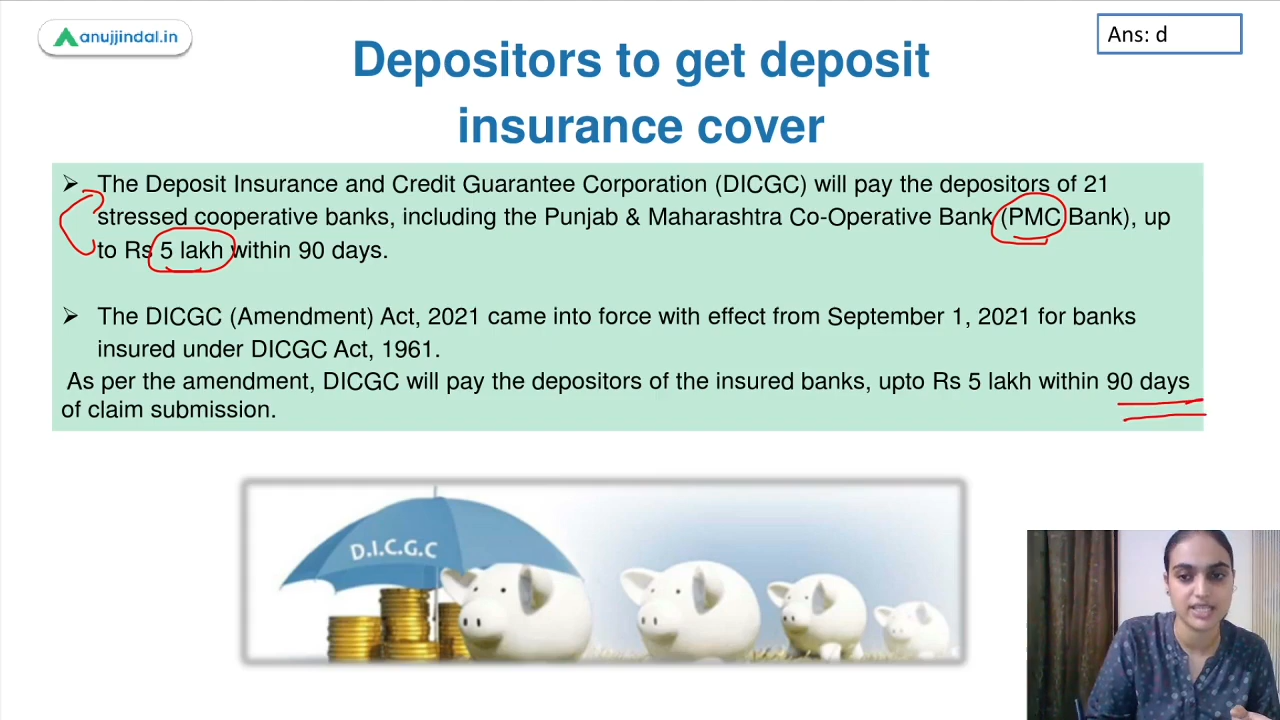 anujjindal.in
Ans: d
Depositors to get deposit
insurance cover
➢ The Deposit Insurance and Credit Guarantee Corporation (DICGC) will pay the depositors of 21
stressed cooperative banks, including the Punjab & Maharashtra Co-Operative Bank (PMC Bank), up
to Rs 5 lakh within 90 days.
➢ The DICGC (Amendment) Act, 2021 came into force with effect from September 1, 2021 for banks
insured under DICGC Act, 1961.
As per the amendment, DICGC will pay the depositors of the insured banks, upto Rs 5 lakh within 90 days
of claim submission.
D.I.C.G.C